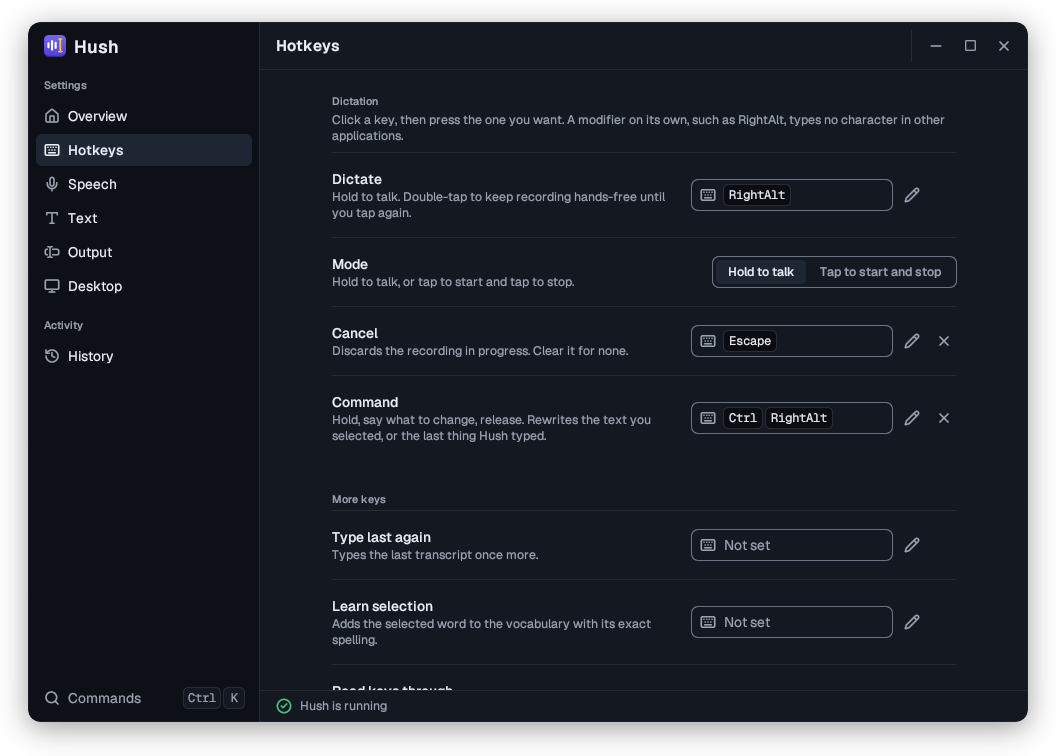 Hush
Hotkeys
Settings
Overview
Hotkeys
Speech
Text
Output
Desktop
Activity
History
Commands
Ctrl K
Dictation
Click a key, then press the one you want. A modifier on its own, such as RightAlt, types no character in other
applications.
Dictate
Hold to talk. Double-tap to keep recording hands-free until
you tap again.
RightAlt
Mode
Hold to talk, or tap to start and tap to stop.
Hold to talk
Tap to start and stop
Cancel
Discards the recording in progress. Clear it for none.
Escape
Command
Hold, say what to change, release. Rewrites the text you
selected, or the last thing Hush typed.
Ctrl RightAlt
More keys
Type last again
Types the last transcript once more.
Not set
Learn selection
Adds the selected word to the vocabulary with its exact
spelling.
Not set
Read keys through
Hush is running